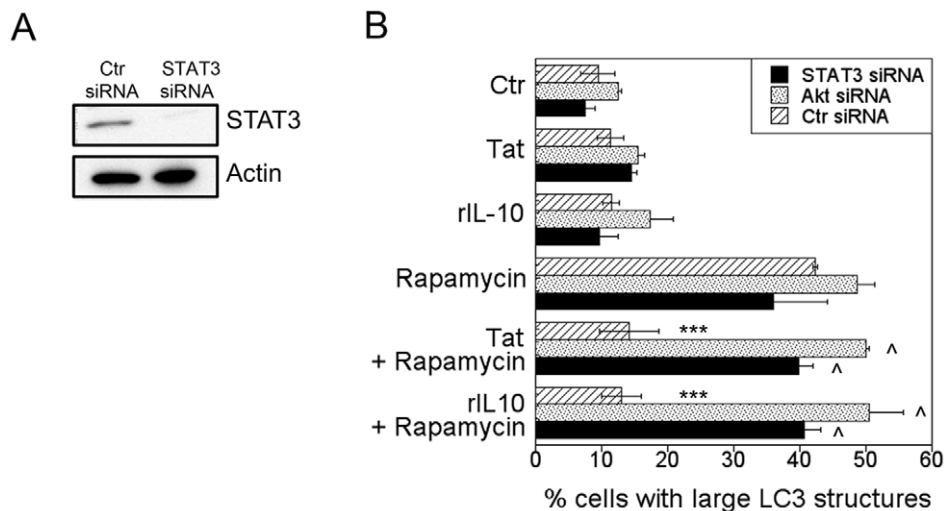 A
Ctr
siRNA
STAT3
siRNA
STAT3
Actin
B
STAT3 siRNA
Akt siRNA
Ctr siRNA
Ctr
Tat
rIL-10
Rapamycin
Tat
+ Rapamycin
*** ^ ^
rIL10
+ Rapamycin
*** ^ ^
0 10 20 30 40 50 60
% cells with large LC3 structures